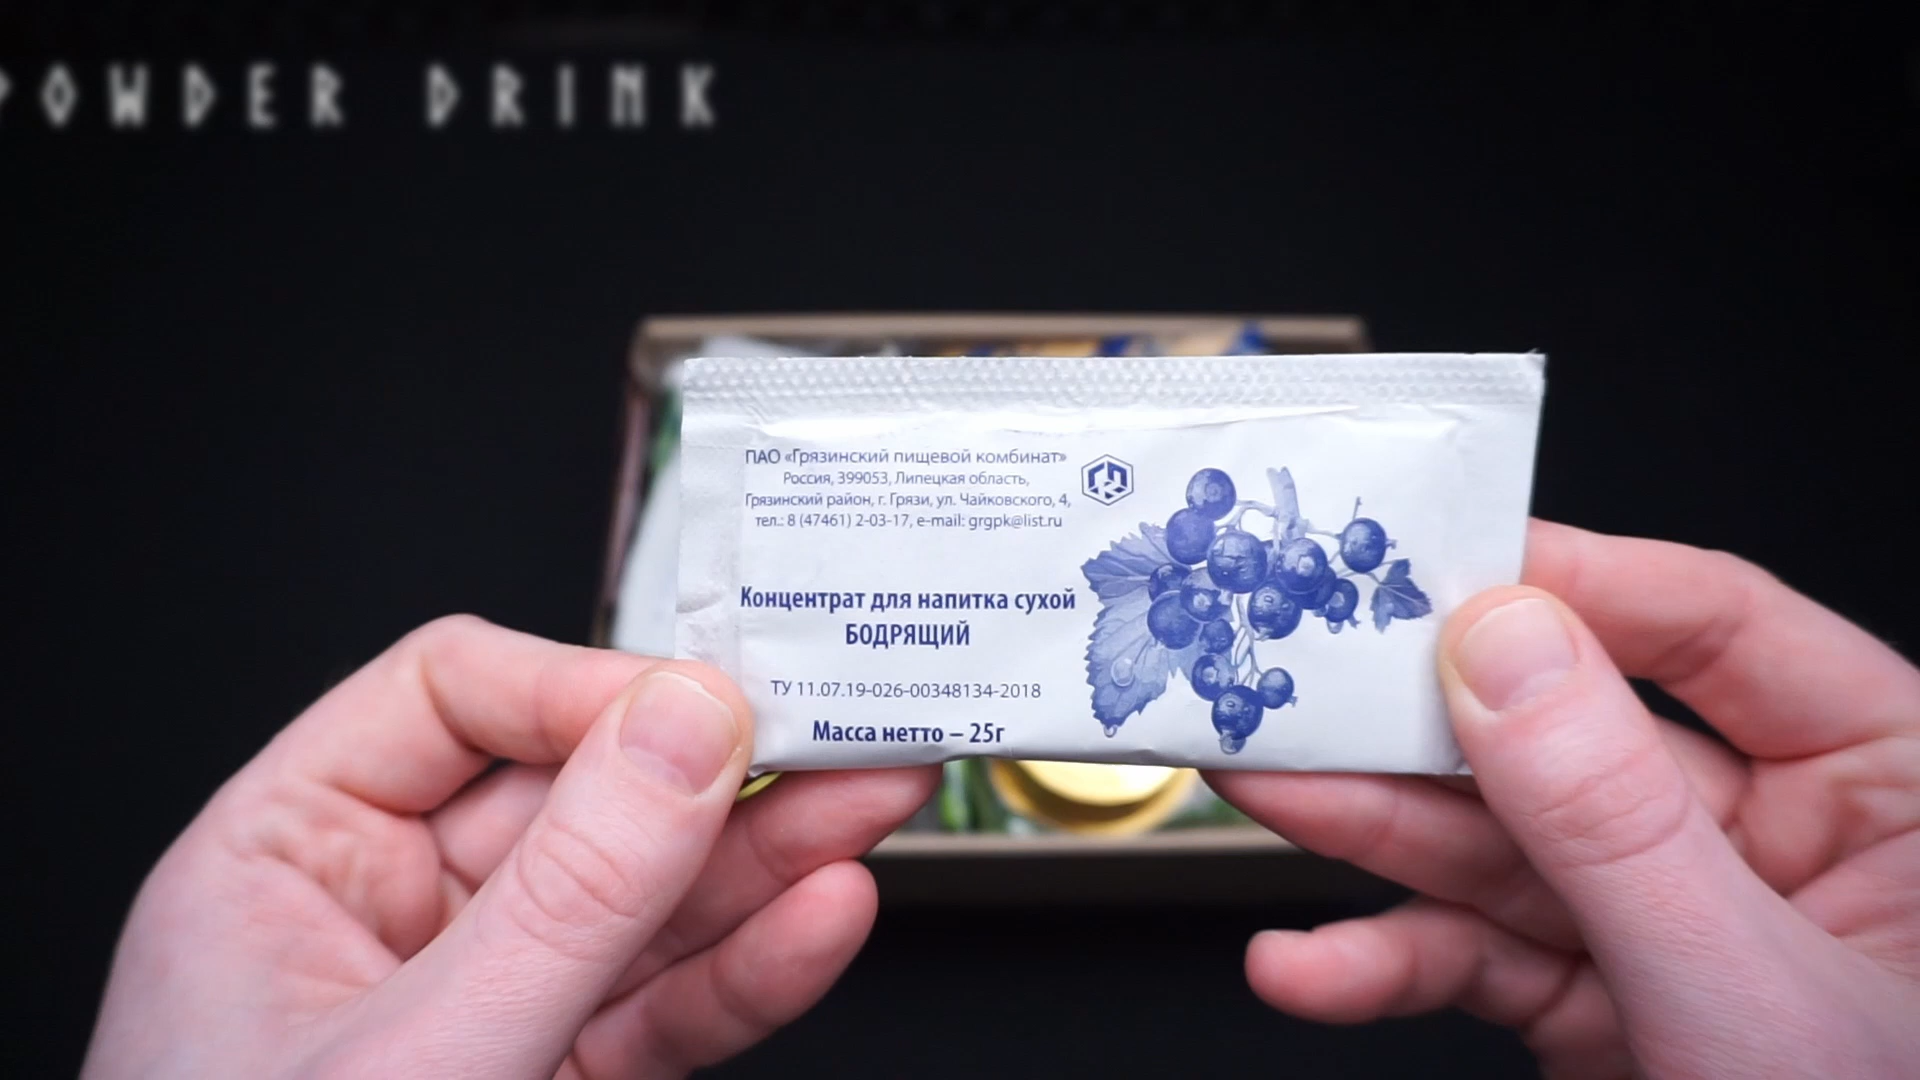 POWDER DRINK
ПАО «Грязинский пищевой комбинат»
Россия, 399053, Липецкая область,
Грязинский район, г. Грязи, ул. Чайковского, 4,
тел.: 8 (47461) 2-03-17, e-mail: grgpk@list.ru
Концентрат для напитка сухой
БОДРЯЩИЙ
ТУ 11.07.19-026-00348134-2018
Масса нетто – 25г